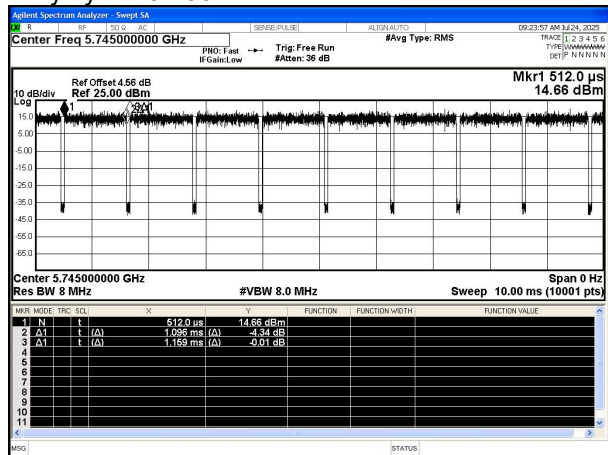 Agilent Spectrum Analyzer - Swept SA
R RF 50 Ω AC SENSE:PULSE ALIGN AUTO 09:23:57 AM Jul 24, 2025
Center Freq 5.745000000 GHz #Avg Type: RMS TRACE 1 2 3 4 5 6
PNO: Fast Trig: Free Run TYPE
IFGain:Low #Atten: 36 dB DET P N N N N N
Ref Offset 4.56 dB Mkr1 512.0 µs
10 dB/div Ref 25.00 dBm 14.66 dBm
Log
1
15.0
5.00
-5.00
-15.0
-25.0
-35.0
-45.0
-55.0
-65.0
Center 5.745000000 GHz Span 0 Hz
Res BW 8 MHz #VBW 8.0 MHz Sweep 10.00 ms (10001 pts)
MKR MODE TRC SCL X Y FUNCTION FUNCTION WIDTH FUNCTION VALUE
1 N t 512.0 µs 14.66 dBm
2 Δ1 t (Δ) 1.096 ms (Δ) -4.34 dB
3 Δ1 t (Δ) 1.159 ms (Δ) -0.01 dB
4
5
6
7
8
9
10
11
MSG STATUS